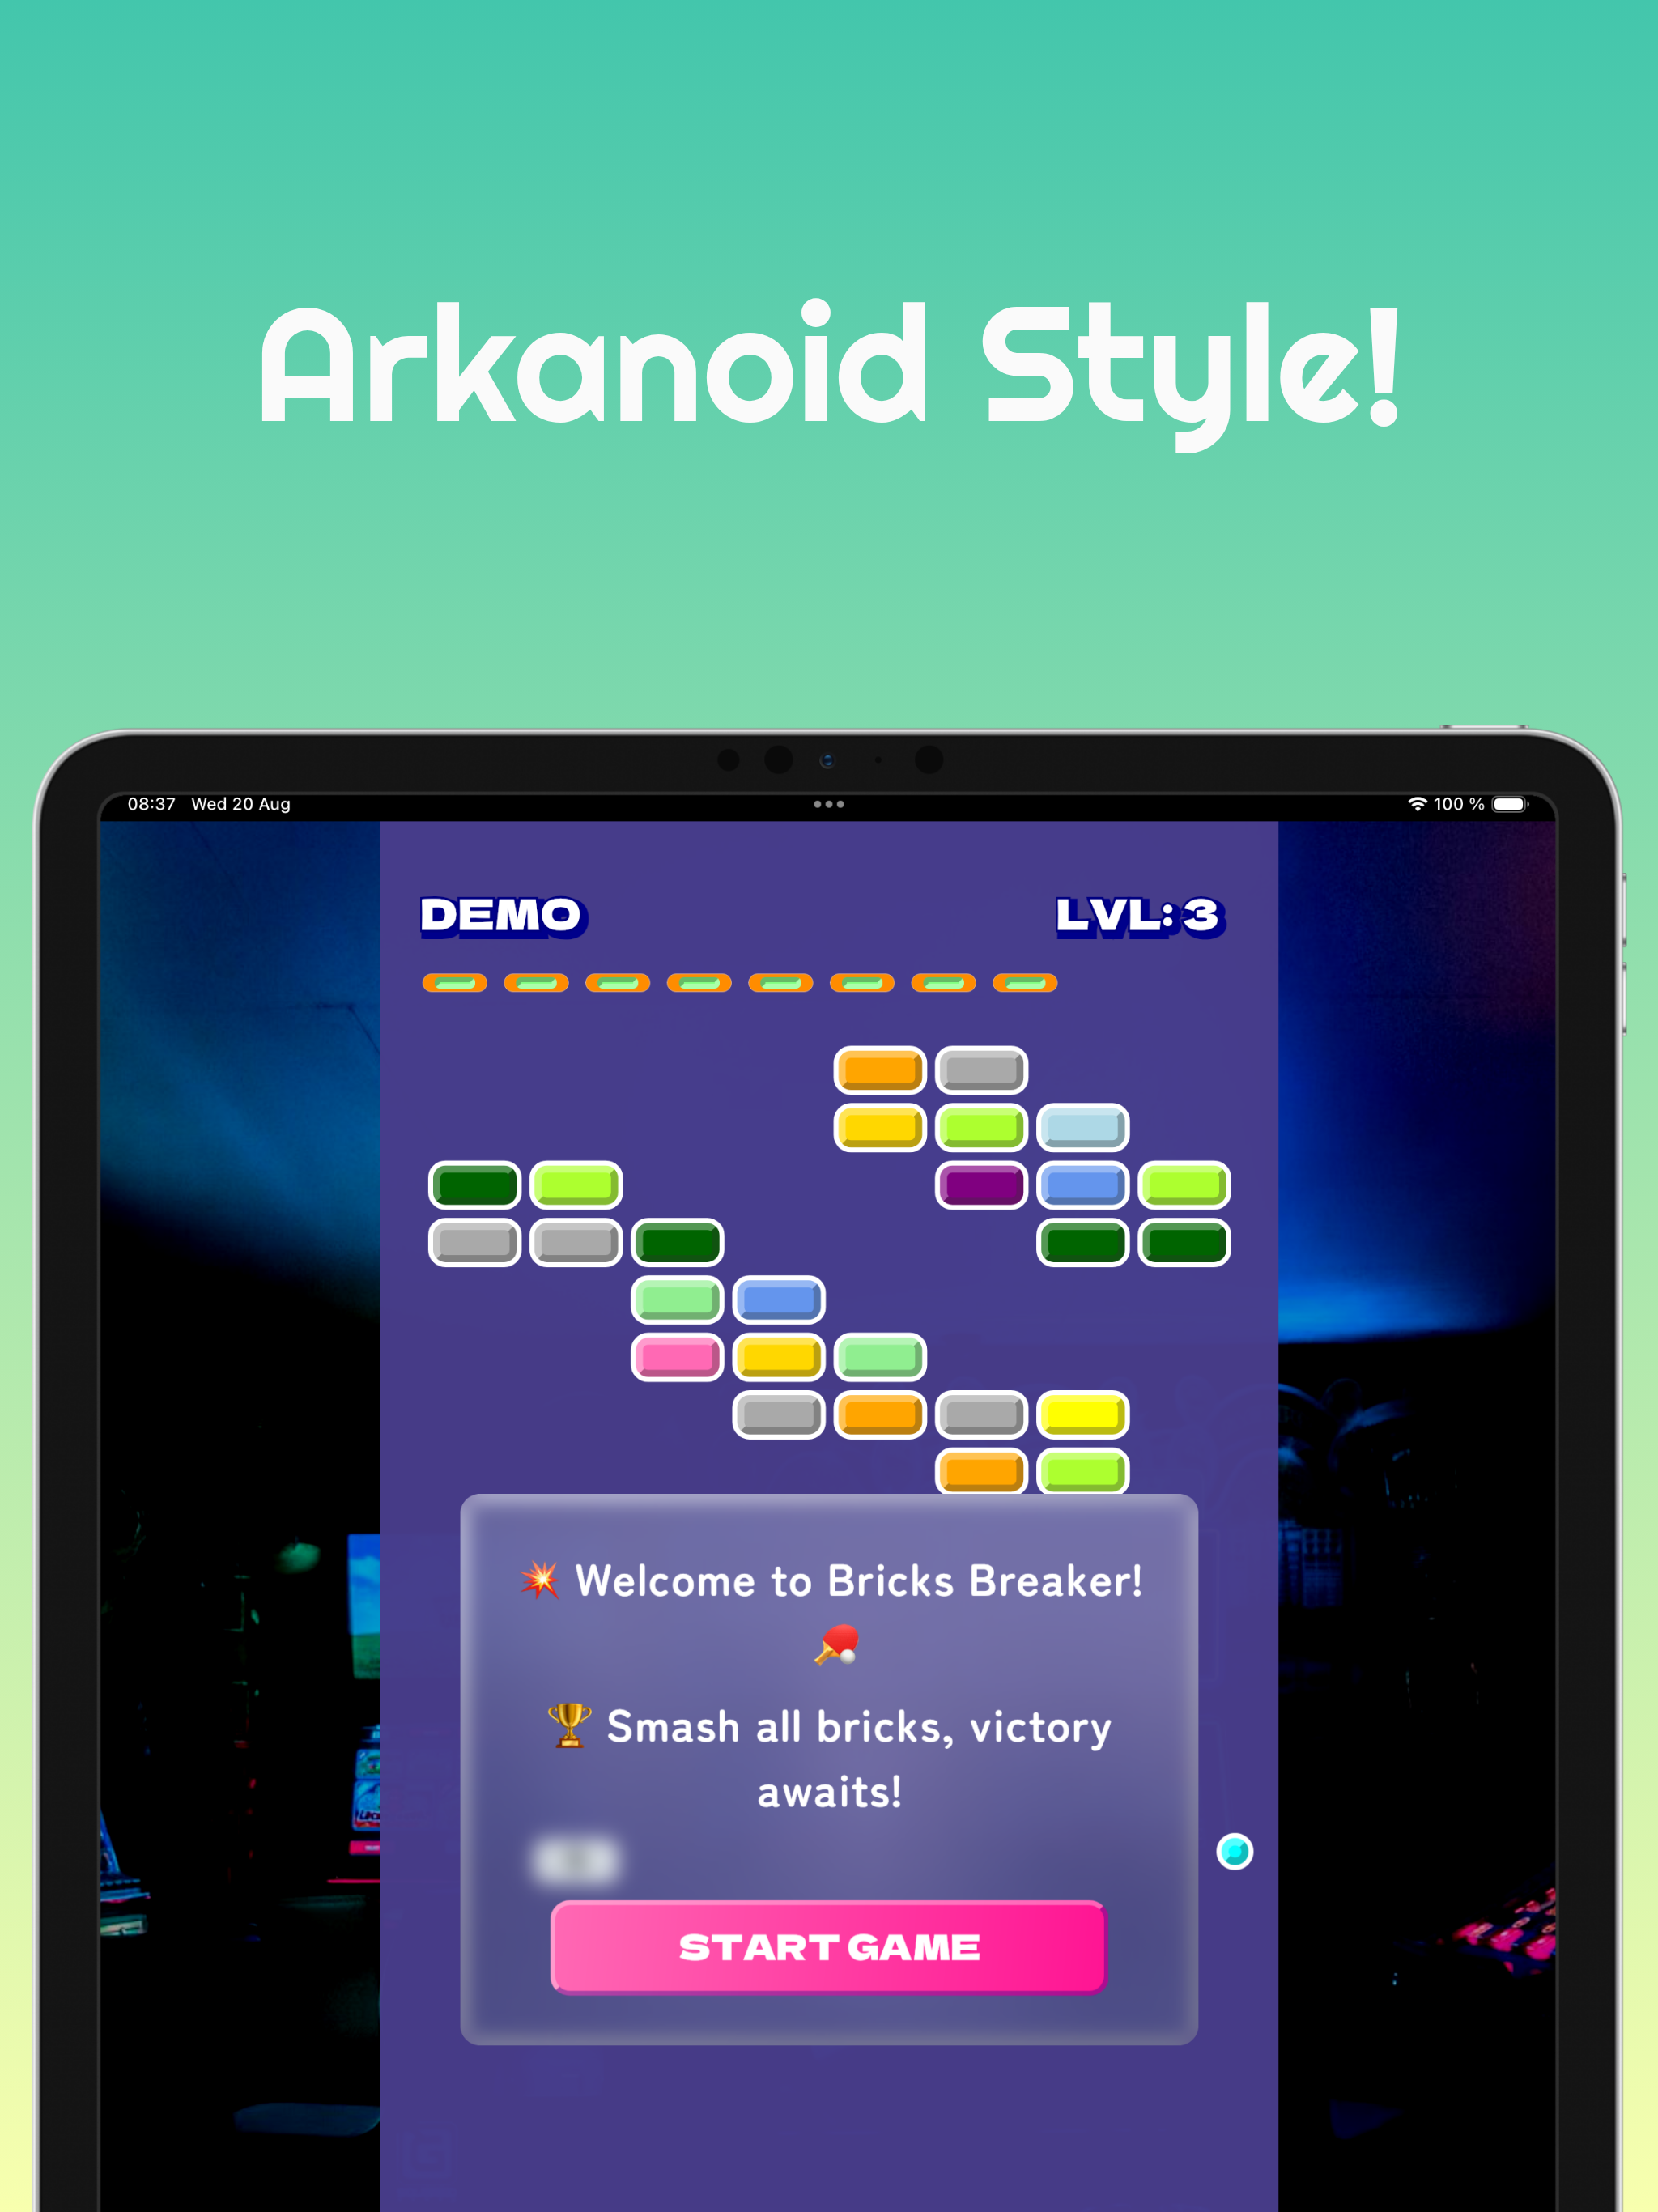 Arkanoid Style!
08:37 Wed 20 Aug
100 %
DEMO
LVL:3
💥 Welcome to Bricks Breaker!
🏓
🏆 Smash all bricks, victory
awaits!
START GAME